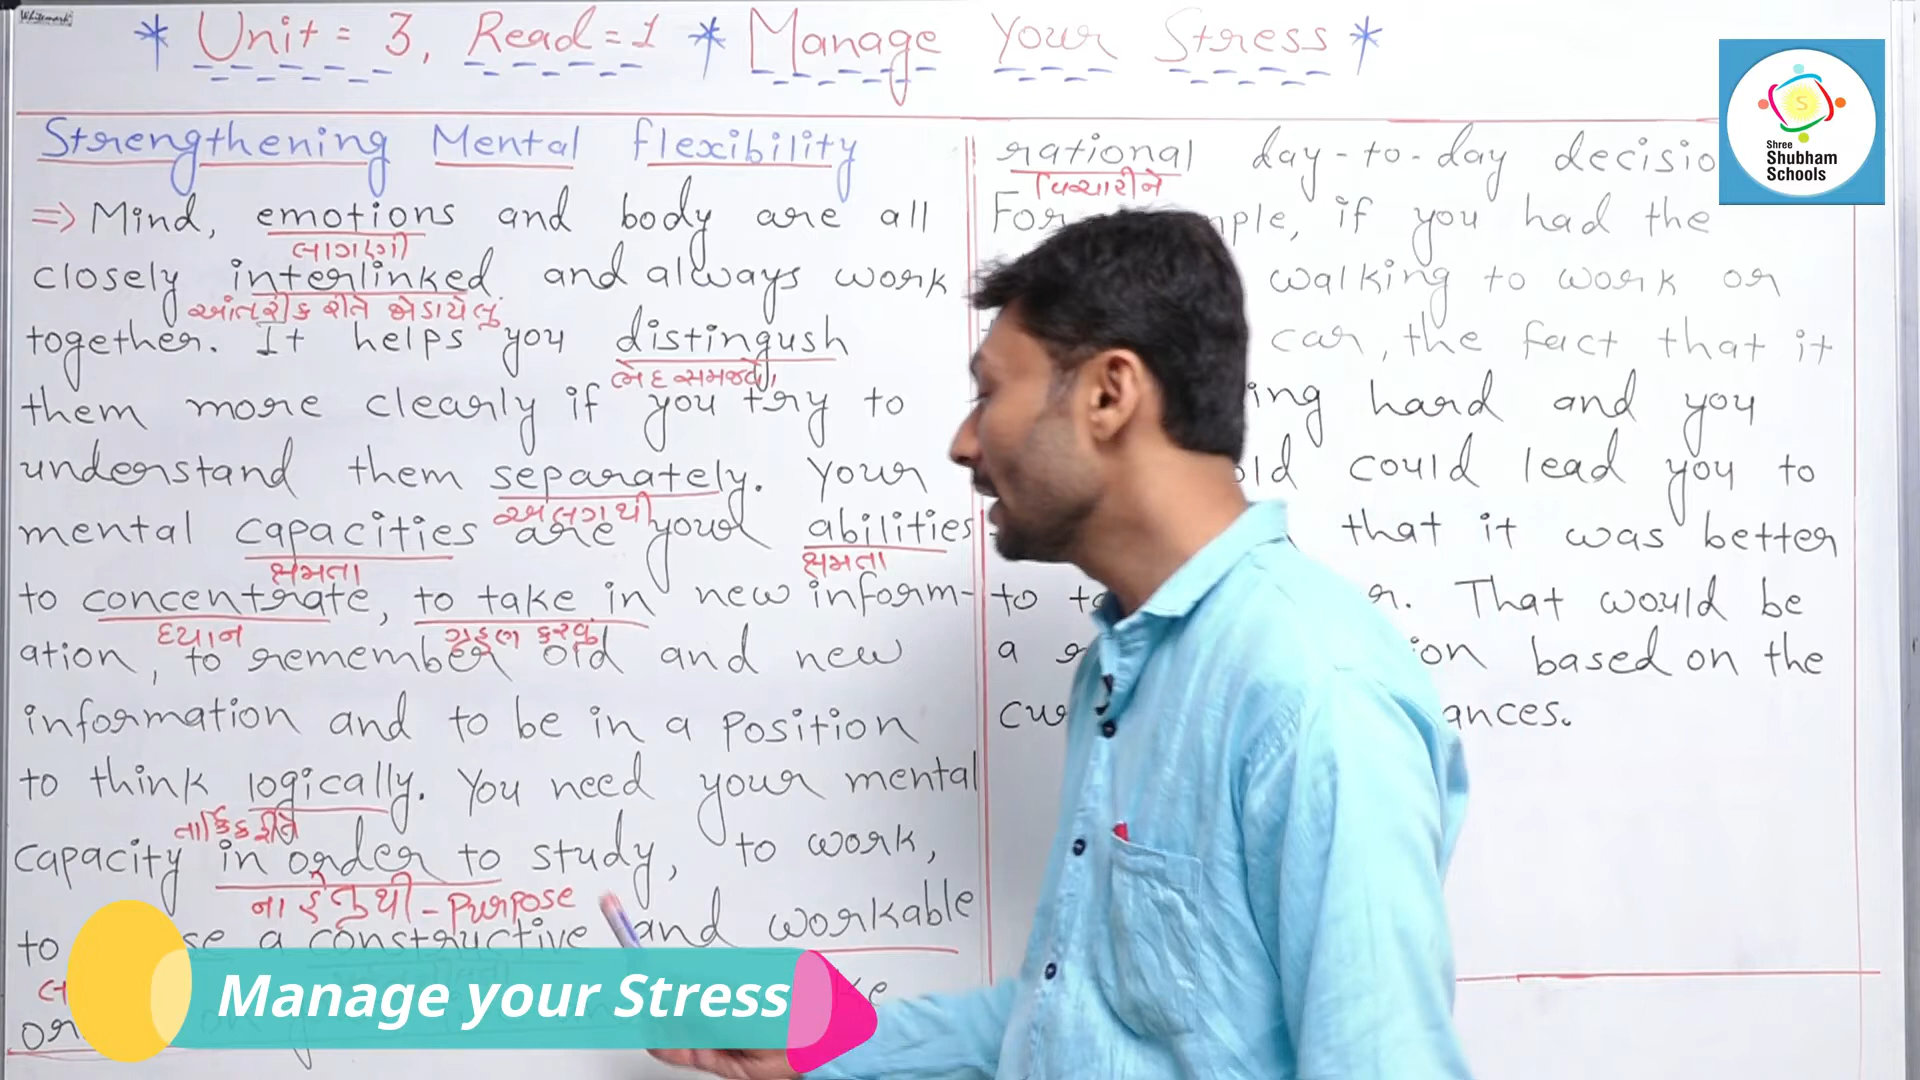 Whitemark
* Unit = 3, Read = 1 * Manage Your Stress *
Strengthening Mental flexibility
=> Mind, emotions and body are all
લાગણી
closely interlinked and always work
આંતરીક રીતે જોડાયેલું
together. It helps you distingush
ભેદ સમજવો
them more clearly if you try to
understand them separately. Your
અલગથી
mental capacities are your abilities
ક્ષમતા ક્ષમતા
to concentrate, to take in new inform-
ધ્યાન ગ્રહણ કરવું
ation, to remember old and new
information and to be in a position
to think logically. You need your mental
તાર્કિક રીતે
capacity in order to study, to work,
ના હેતુથી - Purpose
to a constructive and workable
or
rational day-to-day decisio
વિચારીને
For if you had the
walking to work or
car, the fact that it
hard and you
could lead you to
that it was better
to That would be
a based on the
Shree
Shubham
Schools
S
Manage your Stress